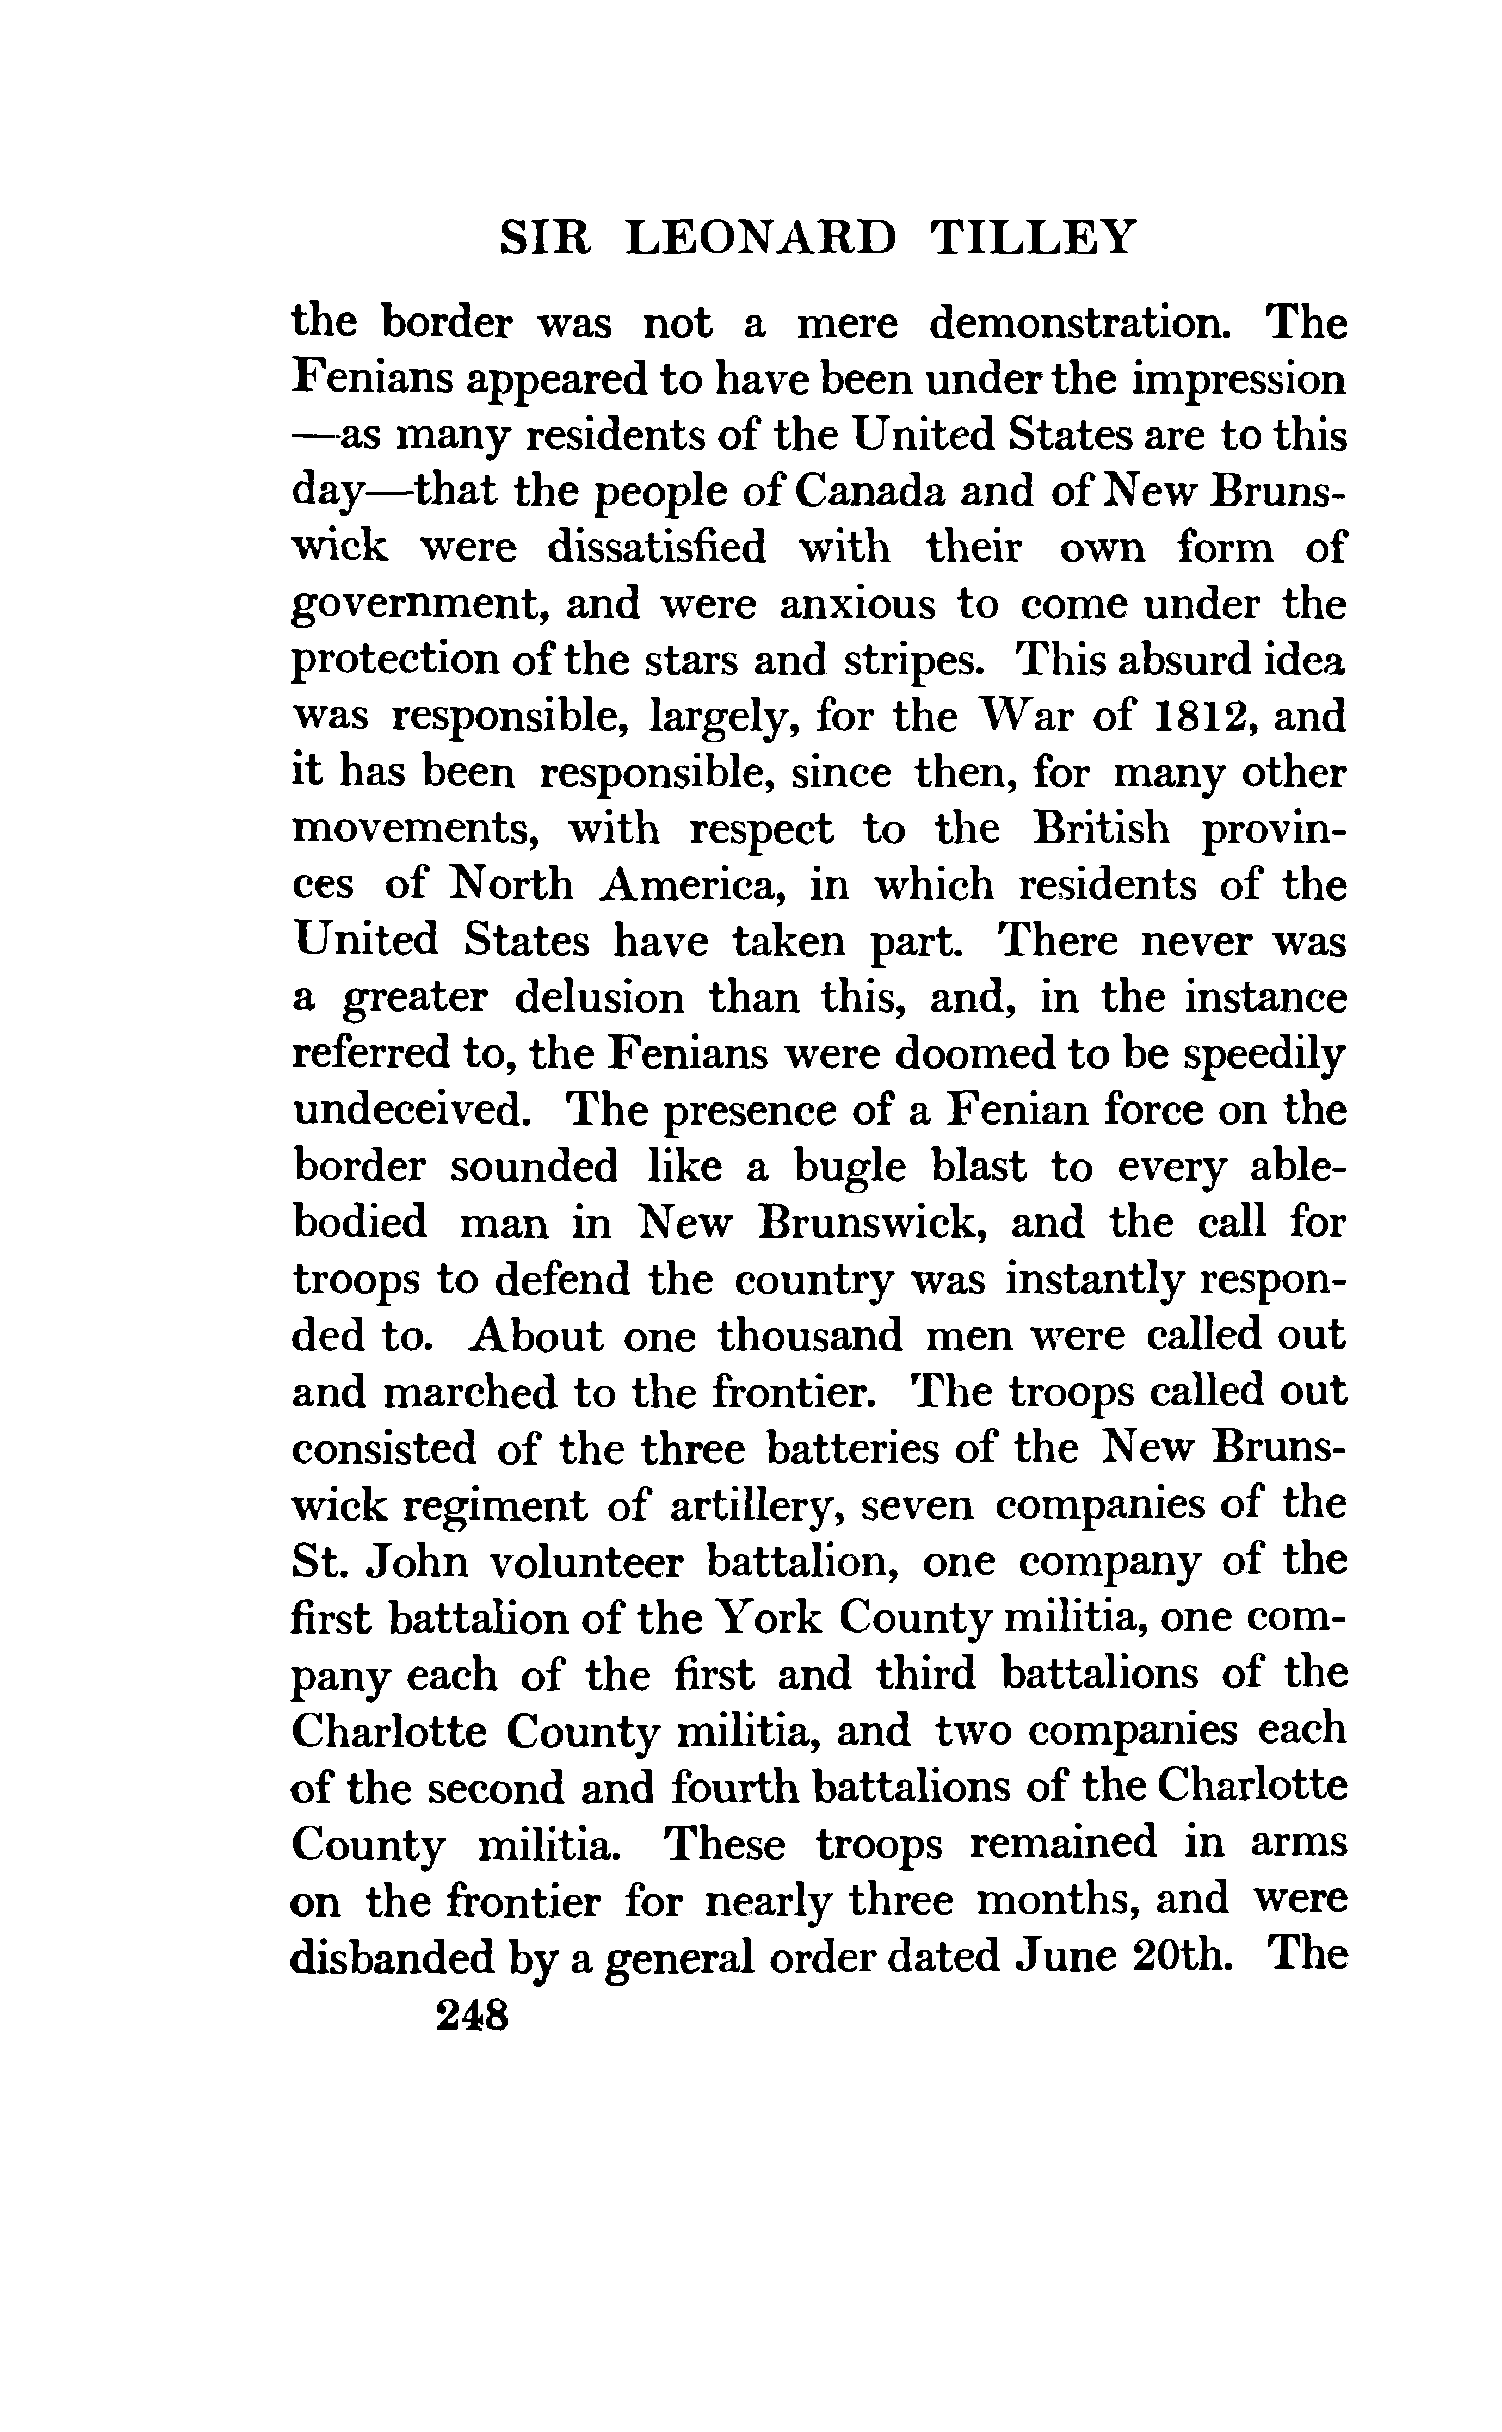 SIR LEONARD TILLEY
the border was not a mere demonstration. The
Fenians appeared to have been under the impression
—as many residents of the United States are to this
day—that the people of Canada and of New Bruns-
wick were dissatisfied with their own form of
government, and were anxious to come under the
protection of the stars and stripes. This absurd idea
was responsible, largely, for the War of 1812, and
it has been responsible, since then, for many other
movements, with respect to the British provin-
ces of North America, in which residents of the
United States have taken part. There never was
a greater delusion than this, and, in the instance
referred to, the Fenians were doomed to be speedily
undeceived. The presence of a Fenian force on the
border sounded like a bugle blast to every able-
bodied man in New Brunswick, and the call for
troops to defend the country was instantly respon-
ded to. About one thousand men were called out
and marched to the frontier. The troops called out
consisted of the three batteries of the New Bruns-
wick regiment of artillery, seven companies of the
St. John volunteer battalion, one company of the
first battalion of the York County militia, one com-
pany each of the first and third battalions of the
Charlotte County militia, and two companies each
of the second and fourth battalions of the Charlotte
County militia. These troops remained in arms
on the frontier for nearly three months, and were
disbanded by a general order dated June 20th. The
248